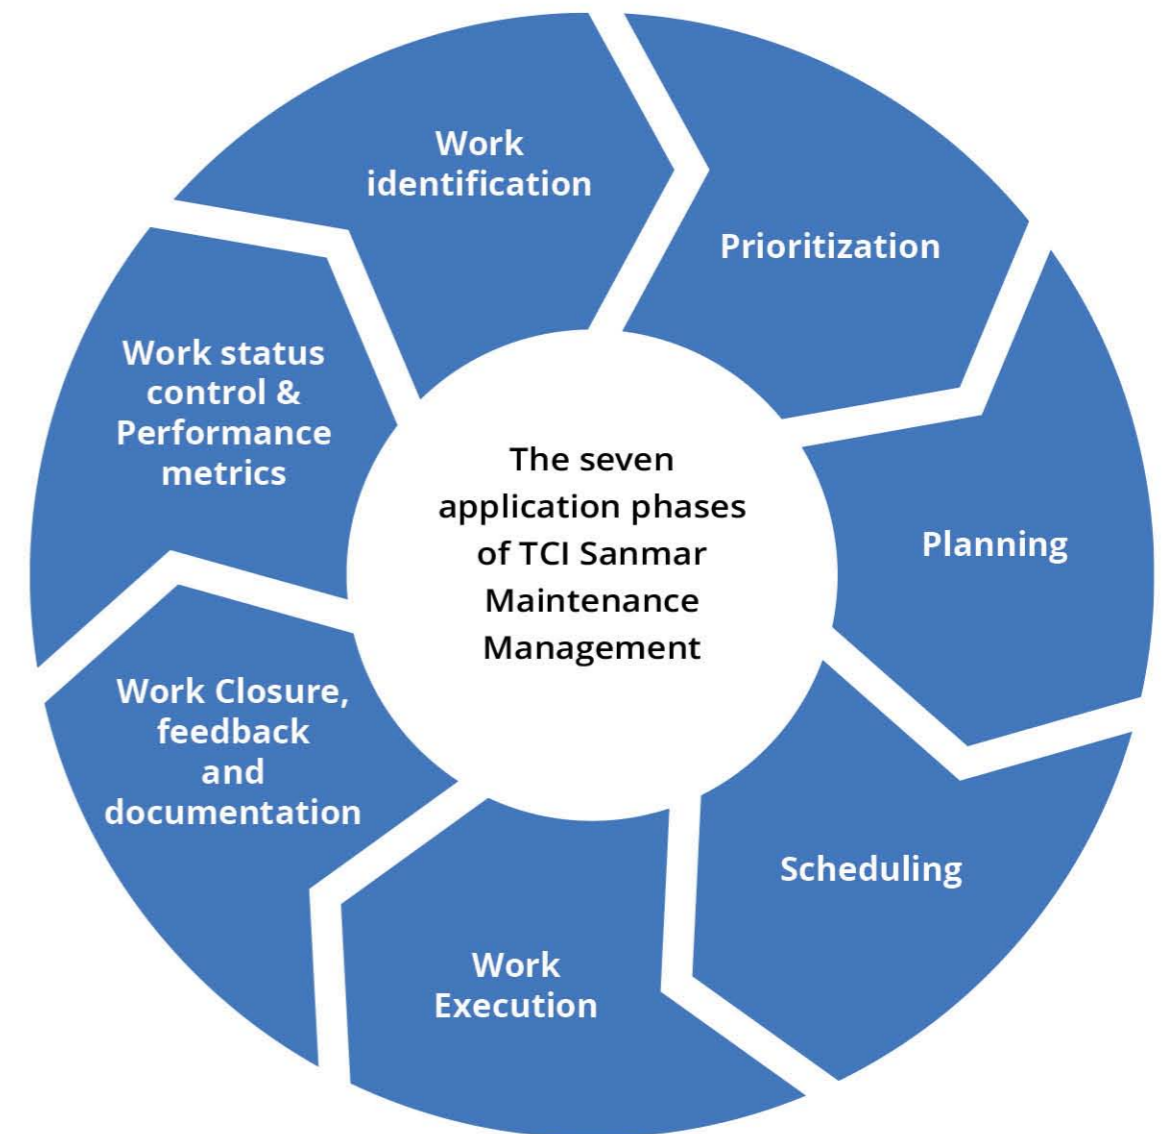 Work
identification
Prioritization
Planning
Scheduling
Work
Execution
Work Closure,
feedback
and
documentation
Work status
control &
Performance
metrics
The seven
application phases
of TCI Sanmar
Maintenance
Management